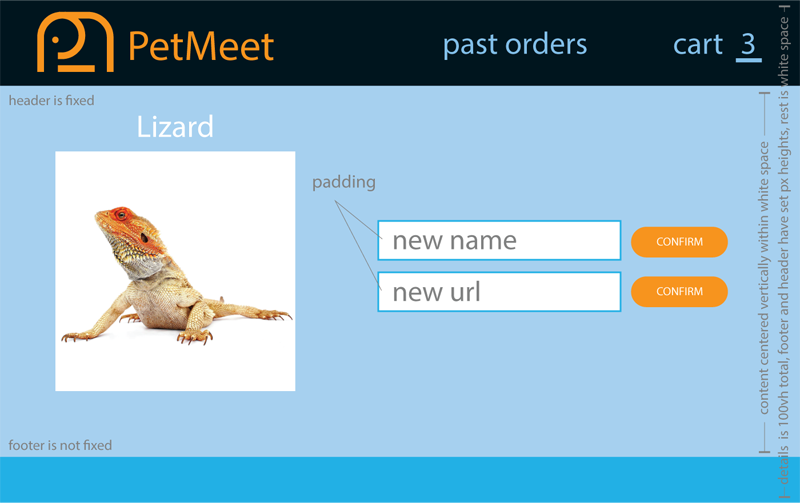 PetMeet
past orders
cart 3
header is fixed
Lizard
padding
new name
CONFIRM
new url
CONFIRM
footer is not fixed
content centered vertically within white space
details is 100vh total, footer and header have set px heights, rest is white space